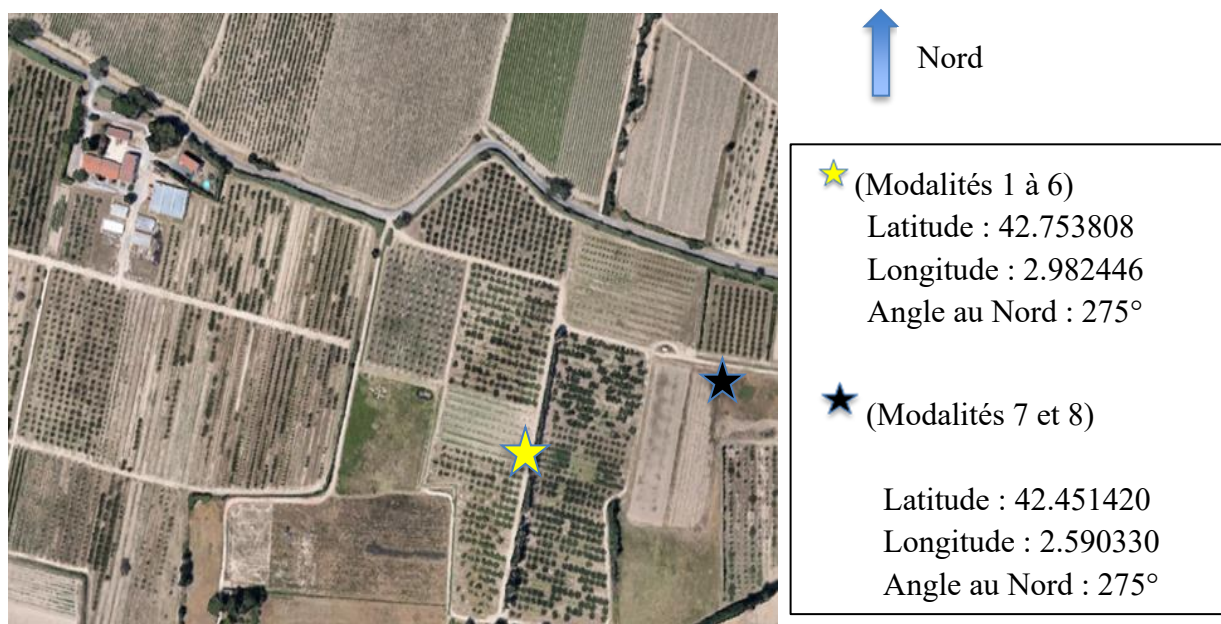 Nord
(Modalités 1 à 6)
Latitude : 42.753808
Longitude : 2.982446
Angle au Nord : 275°
(Modalités 7 et 8)
Latitude : 42.451420
Longitude : 2.590330
Angle au Nord : 275°